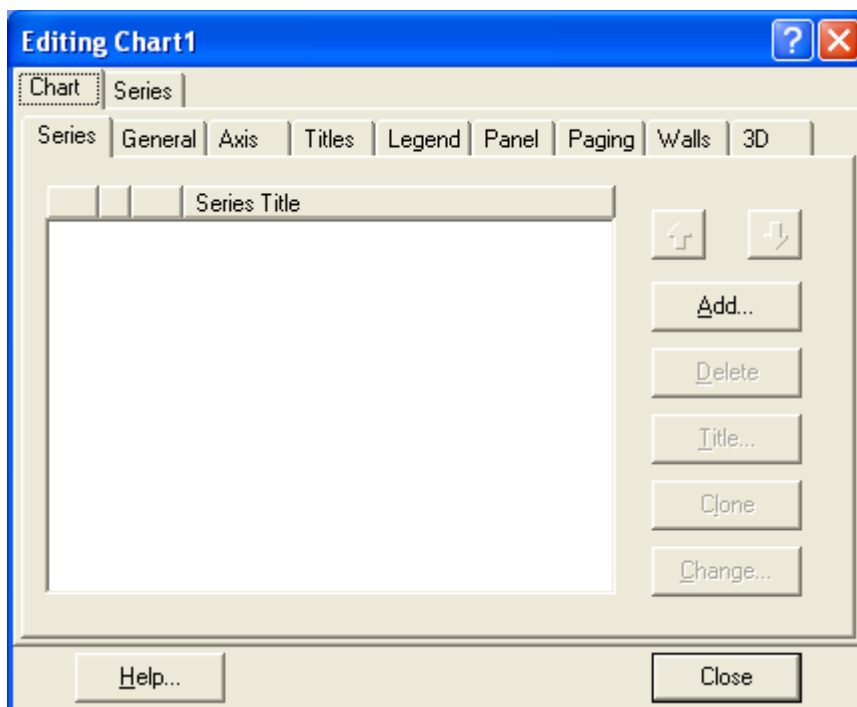 Editing Chart1
Chart Series
Series General Axis Titles Legend Panel Paging Walls 3D
Series Title
Add...
Delete
Title...
Clone
Change...
Help... Close